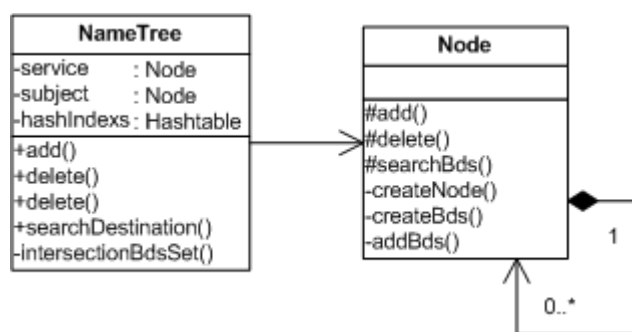 NameTree
-service : Node
-subject : Node
-hashIndexs : Hashtable
+add()
+delete()
+delete()
+searchDestination()
-intersectionBdsSet()
Node
#add()
#delete()
#searchBds()
-createNode()
-createBds()
-addBds()
1
0..*